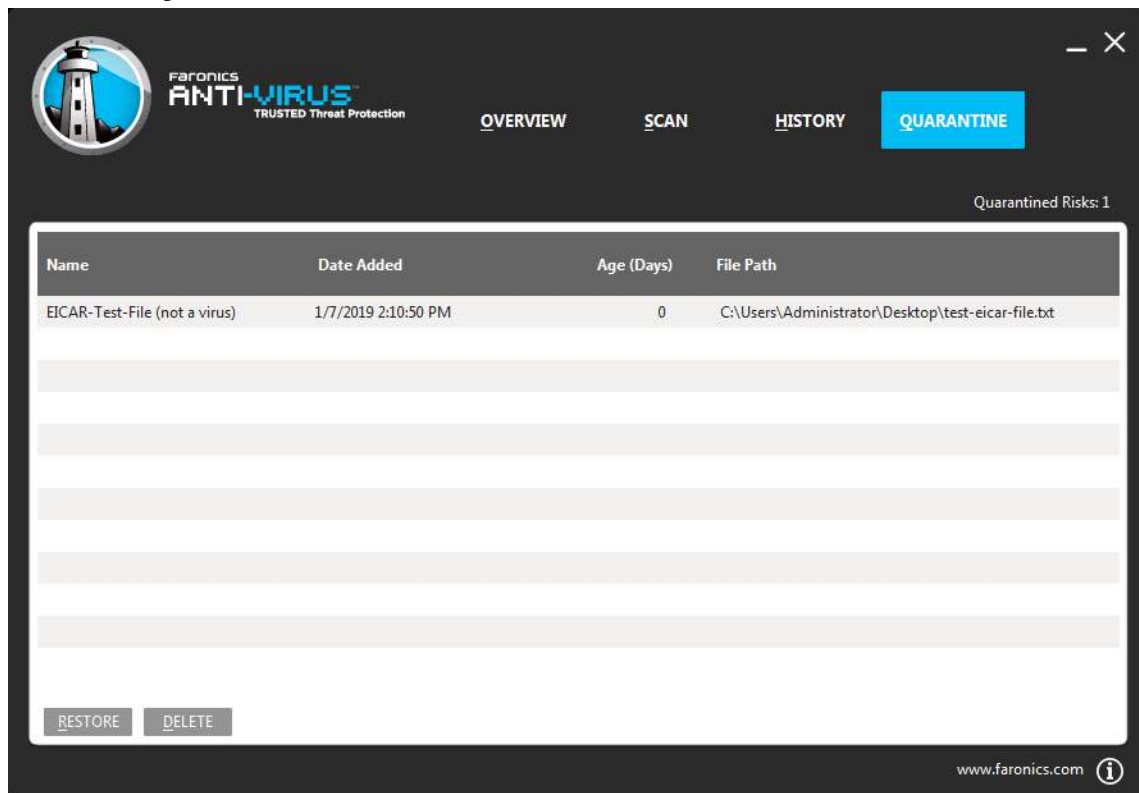 Faronics
ANTI-VIRUS™
TRUSTED Threat Protection
OVERVIEW SCAN HISTORY QUARANTINE
Quarantined Risks: 1
Name Date Added Age (Days) File Path
EICAR-Test-File (not a virus) 1/7/2019 2:10:50 PM 0 C:\Users\Administrator\Desktop\test-eicar-file.txt
RESTORE DELETE
www.faronics.com